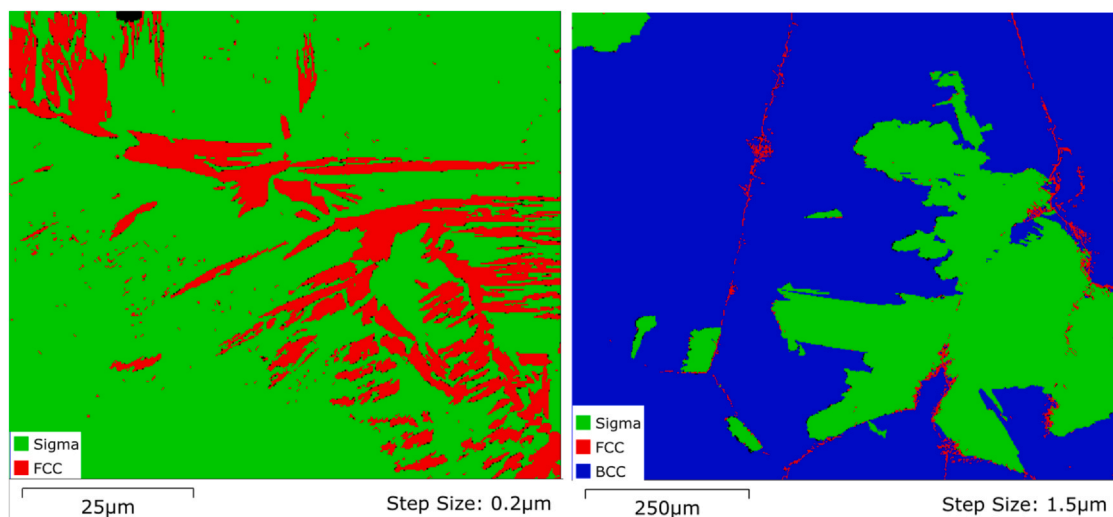 Sigma
FCC
25µm
Step Size: 0.2µm
Sigma
FCC
BCC
250µm
Step Size: 1.5µm